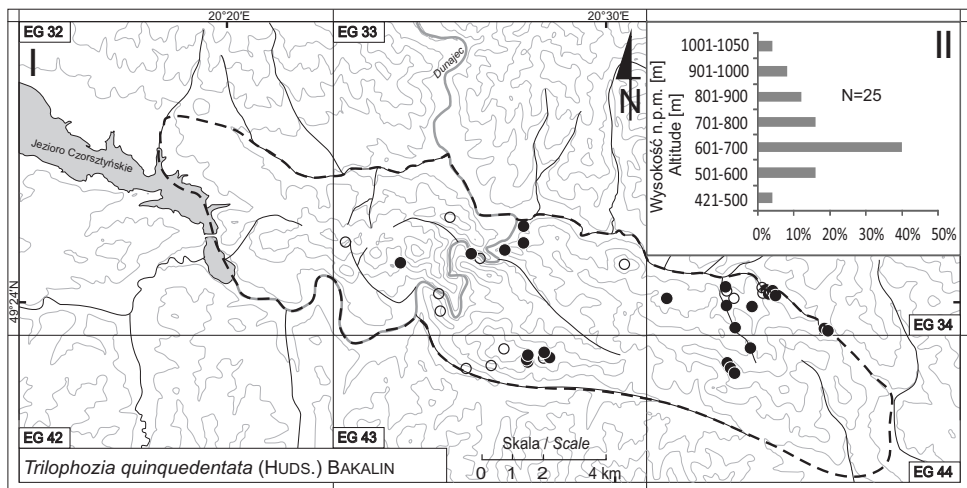 20°20'
20°30'E
EG 32
EG 33
I
II
Dunajec
N
Jezioro Czorsztyńskie
Wysokość n.p.m. [m]
Altitude [m]
1001-1050
901-1000
801-900
701-800
601-700
501-600
421-500
N=25
0% 10% 20% 30% 40% 50%
49°24'N
EG 34
EG 42
EG 43
EG 44
Skala / Scale
0 1 2 4 km
Trilophozia quinquedentata (HUDS.) BAKALIN